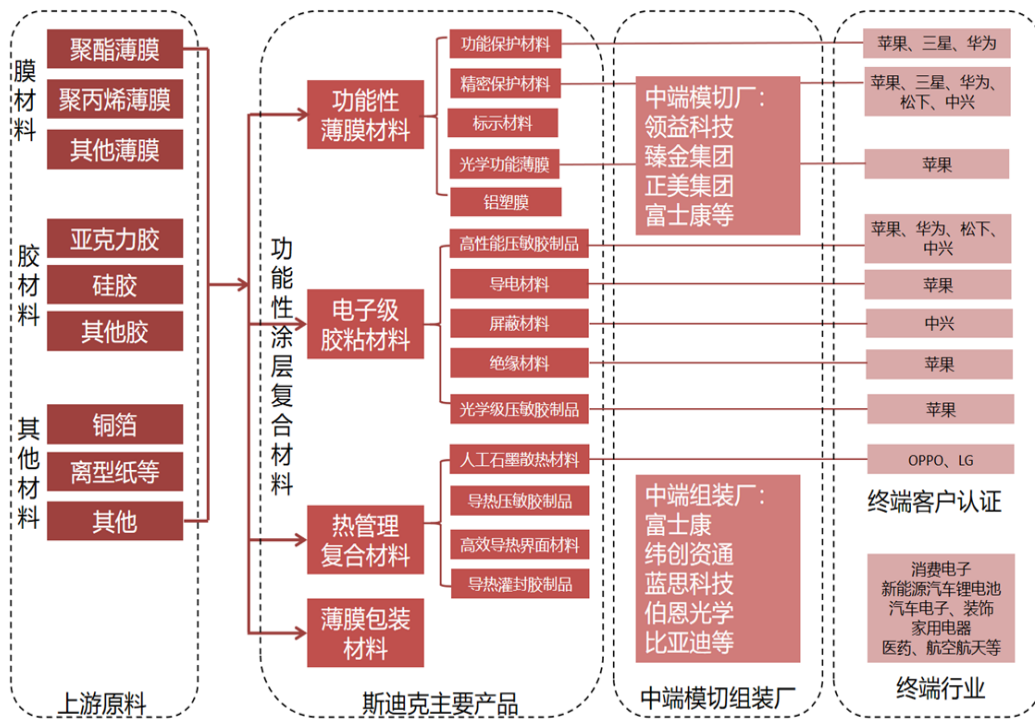 膜材料
聚酯薄膜
聚丙烯薄膜
其他薄膜
胶材料
亚克力胶
硅胶
其他胶
其他材料
铜箔
离型纸等
其他
上游原料
功能性涂层复合材料
功能性
薄膜材料
功能保护材料
精密保护材料
标示材料
光学功能薄膜
铝塑膜
电子级
胶粘材料
高性能压敏胶制品
导电材料
屏蔽材料
绝缘材料
光学级压敏胶制品
热管理
复合材料
人工石墨散热材料
导热压敏胶制品
高效导热界面材料
导热灌封胶制品
薄膜包装
材料
斯迪克主要产品
中端模切厂：
领益科技
臻金集团
正美集团
富士康等
中端组装厂：
富士康
纬创资通
蓝思科技
伯恩光学
比亚迪等
中端模切组装厂
苹果、三星、华为
苹果、三星、华为、
松下、中兴
苹果
苹果、华为、松下、
中兴
苹果
中兴
苹果
苹果
OPPO、LG
终端客户认证
消费电子
新能源汽车锂电池
汽车电子、装饰
家用电器
医药、航空航天等
终端行业